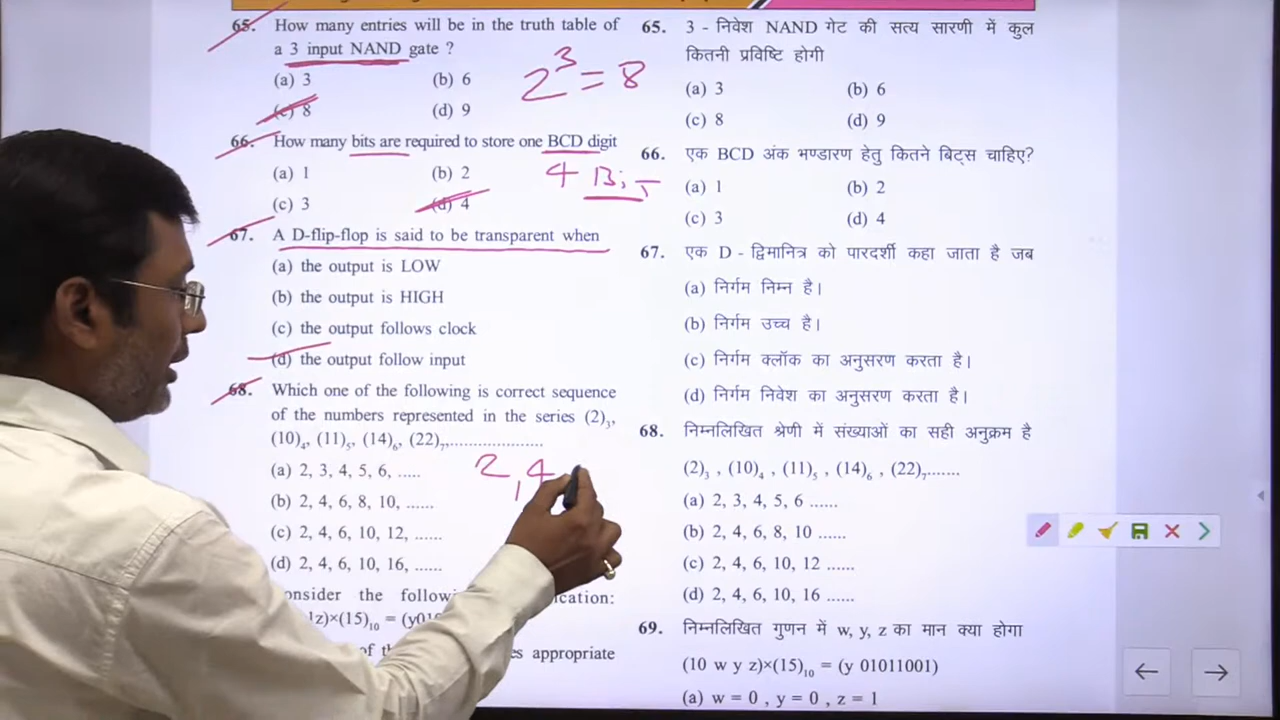 65. How many entries will be in the truth table of
a 3 input NAND gate ?
(a) 3 (b) 6
(c) 8 (d) 9
2³ = 8
66. How many bits are required to store one BCD digit
(a) 1 (b) 2
(c) 3 (d) 4
4 Bit
67. A D-flip-flop is said to be transparent when
(a) the output is LOW
(b) the output is HIGH
(c) the output follows clock
(d) the output follow input
68. Which one of the following is correct sequence
of the numbers represented in the series (2)₃,
(10)₄, (11)₅, (14)₆, (22)₇,....................
(a) 2, 3, 4, 5, 6, .....
(b) 2, 4, 6, 8, 10, ......
(c) 2, 4, 6, 10, 12, ......
(d) 2, 4, 6, 10, 16, ......
2, 4
the
×(15)₁₀ =
appropriate
65. 3 - निवेश NAND गेट की सत्य सारणी में कुल
कितनी प्रविष्टि होगी
(a) 3 (b) 6
(c) 8 (d) 9
66. एक BCD अंक भण्डारण हेतु कितने बिट्स चाहिए?
(a) 1 (b) 2
(c) 3 (d) 4
67. एक D - द्विमानित्र को पारदर्शी कहा जाता है जब
(a) निर्गम निम्न है।
(b) निर्गम उच्च है।
(c) निर्गम क्लॉक का अनुसरण करता है।
(d) निर्गम निवेश का अनुसरण करता है।
68. निम्नलिखित श्रेणी में संख्याओं का सही अनुक्रम है
(2)₃ , (10)₄ , (11)₅ , (14)₆ , (22)₇.......
(a) 2, 3, 4, 5, 6 ......
(b) 2, 4, 6, 8, 10 ......
(c) 2, 4, 6, 10, 12 ......
(d) 2, 4, 6, 10, 16 ......
69. निम्नलिखित गुणन में w, y, z का मान क्या होगा
(10 w y z)×(15)₁₀ = (y 01011001)
(a) w = 0 , y = 0 , z = 1